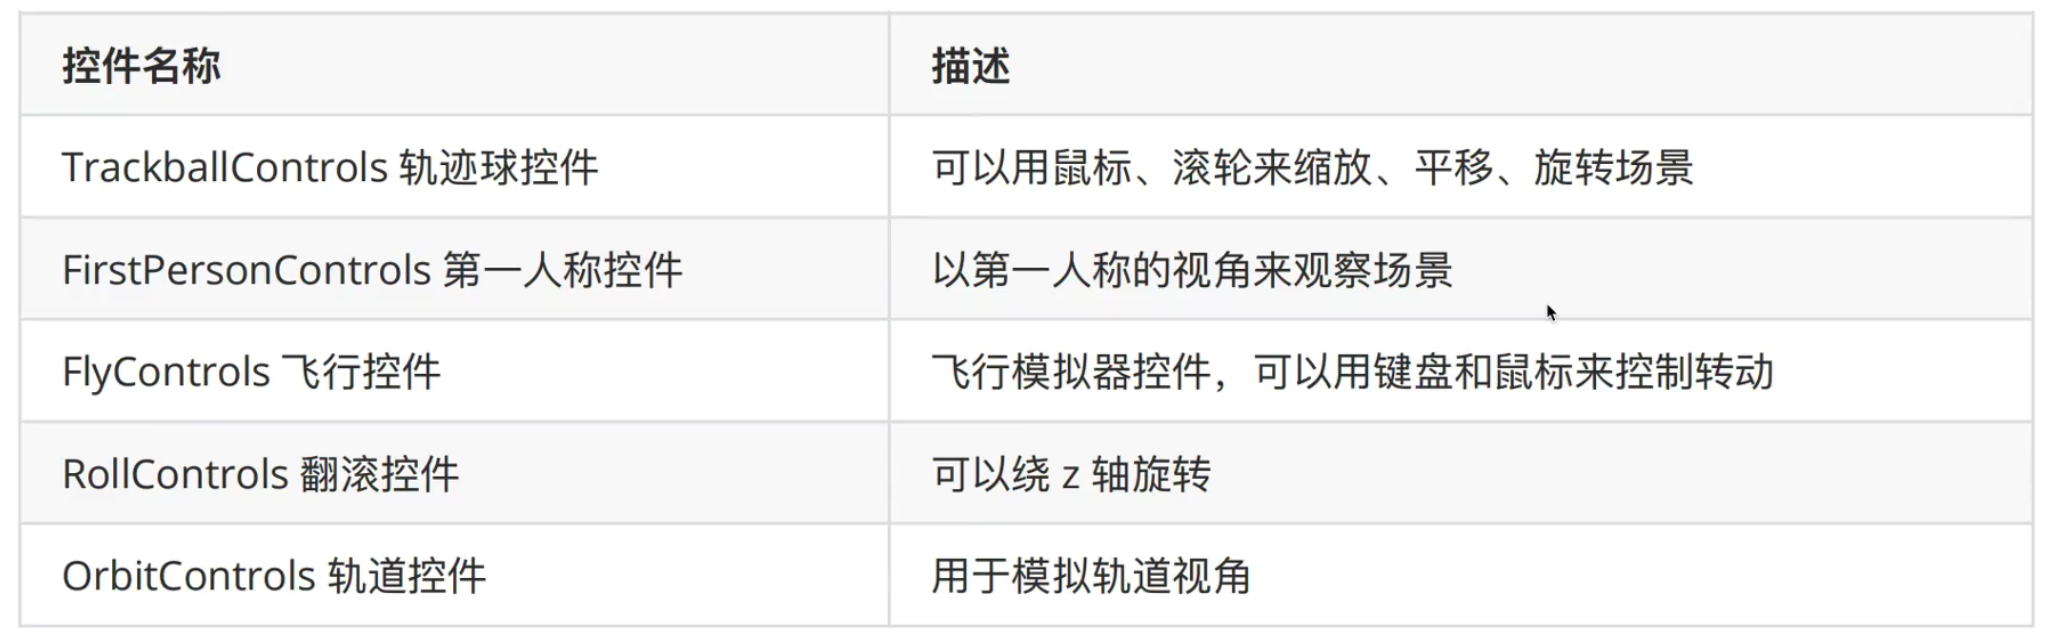 控件名称 描述
TrackballControls 轨迹球控件 可以用鼠标、滚轮来缩放、平移、旋转场景
FirstPersonControls 第一人称控件 以第一人称的视角来观察场景
FlyControls 飞行控件 飞行模拟器控件，可以用键盘和鼠标来控制转动
RollControls 翻滚控件 可以绕 z 轴旋转
OrbitControls 轨道控件 用于模拟轨道视角